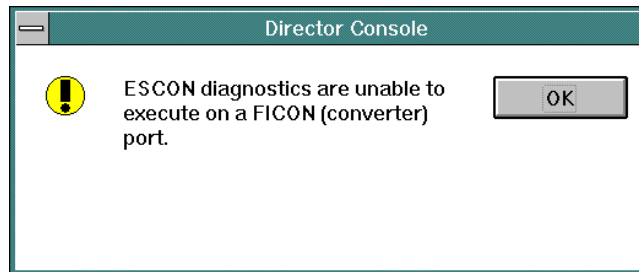 Director Console
ESCON diagnostics are unable to
execute on a FICON (converter)
port.
OK